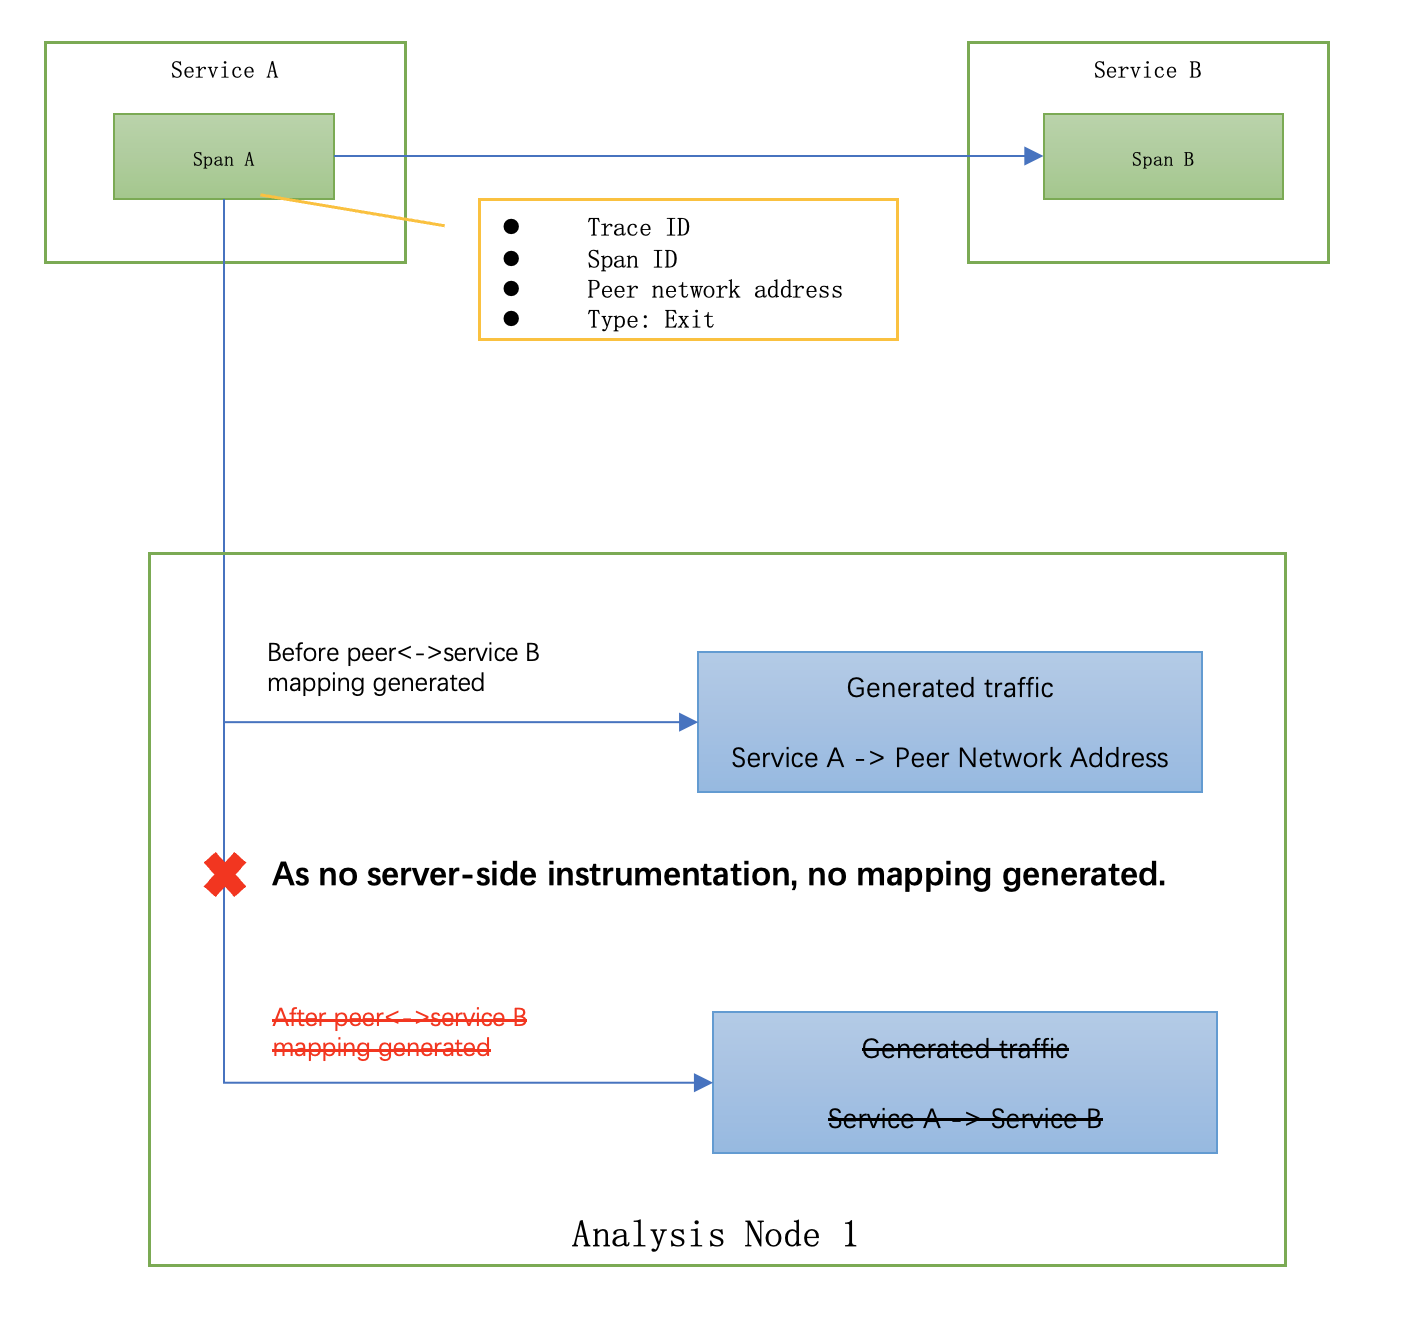 Service A
Service B
Span A
Span B
● Trace ID
● Span ID
● Peer network address
● Type: Exit
Before peer<->service B
mapping generated
Generated traffic
Service A -> Peer Network Address
As no server-side instrumentation, no mapping generated.
After peer<->service B
mapping generated
Generated traffic
Service A -> Service B
Analysis Node 1